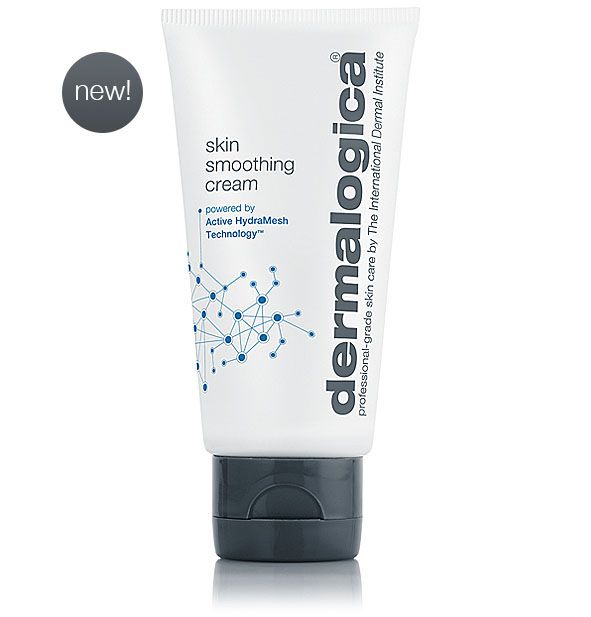 new!
skin
smoothing
cream
powered by
Active HydraMesh
Technology™
dermalogica®
professional-grade skin care by The International Dermal Institute